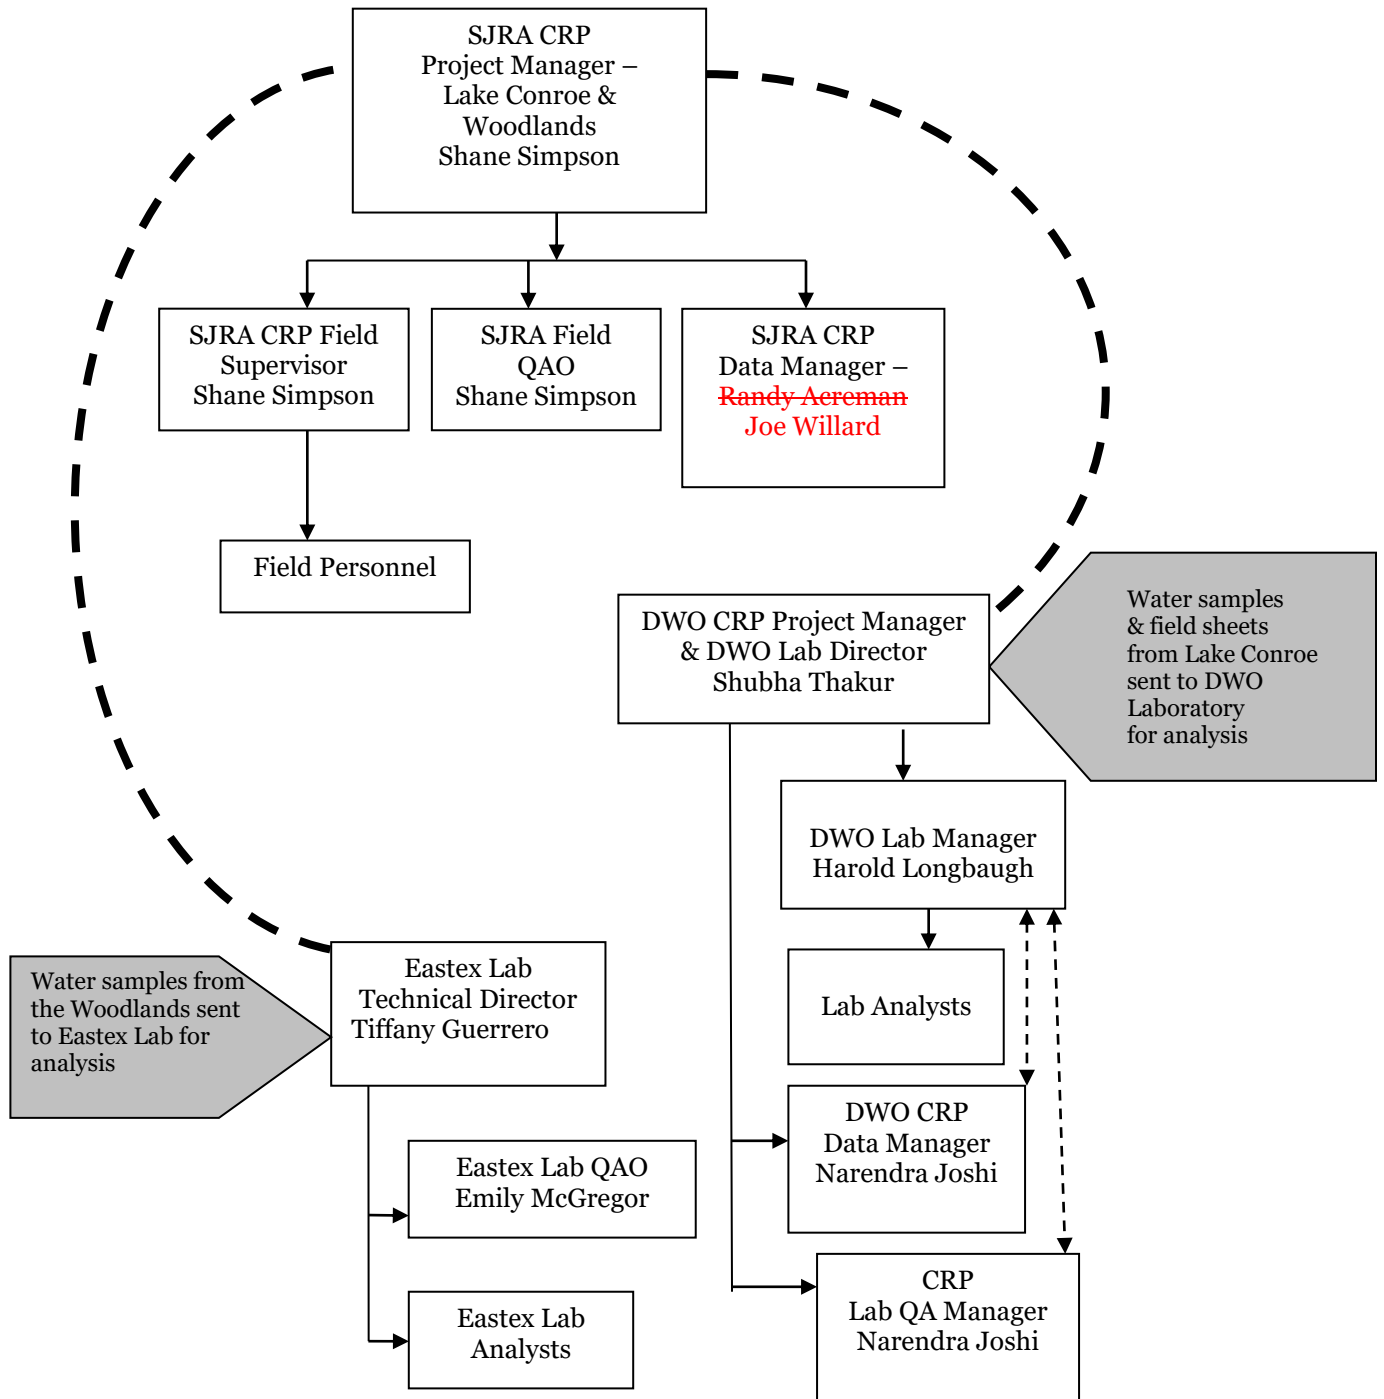 SJRA CRP
Project Manager –
Lake Conroe &
Woodlands
Shane Simpson
SJRA CRP Field
Supervisor
Shane Simpson
SJRA Field
QAO
Shane Simpson
SJRA CRP
Data Manager –
Randy Acreman
Joe Willard
Field Personnel
DWO CRP Project Manager
& DWO Lab Director
Shubha Thakur
Water samples
& field sheets
from Lake Conroe
sent to DWO
Laboratory
for analysis
DWO Lab Manager
Harold Longbaugh
Lab Analysts
Water samples from
the Woodlands sent
to Eastex Lab for
analysis
Eastex Lab
Technical Director
Tiffany Guerrero
DWO CRP
Data Manager
Narendra Joshi
Eastex Lab QAO
Emily McGregor
CRP
Lab QA Manager
Narendra Joshi
Eastex Lab
Analysts